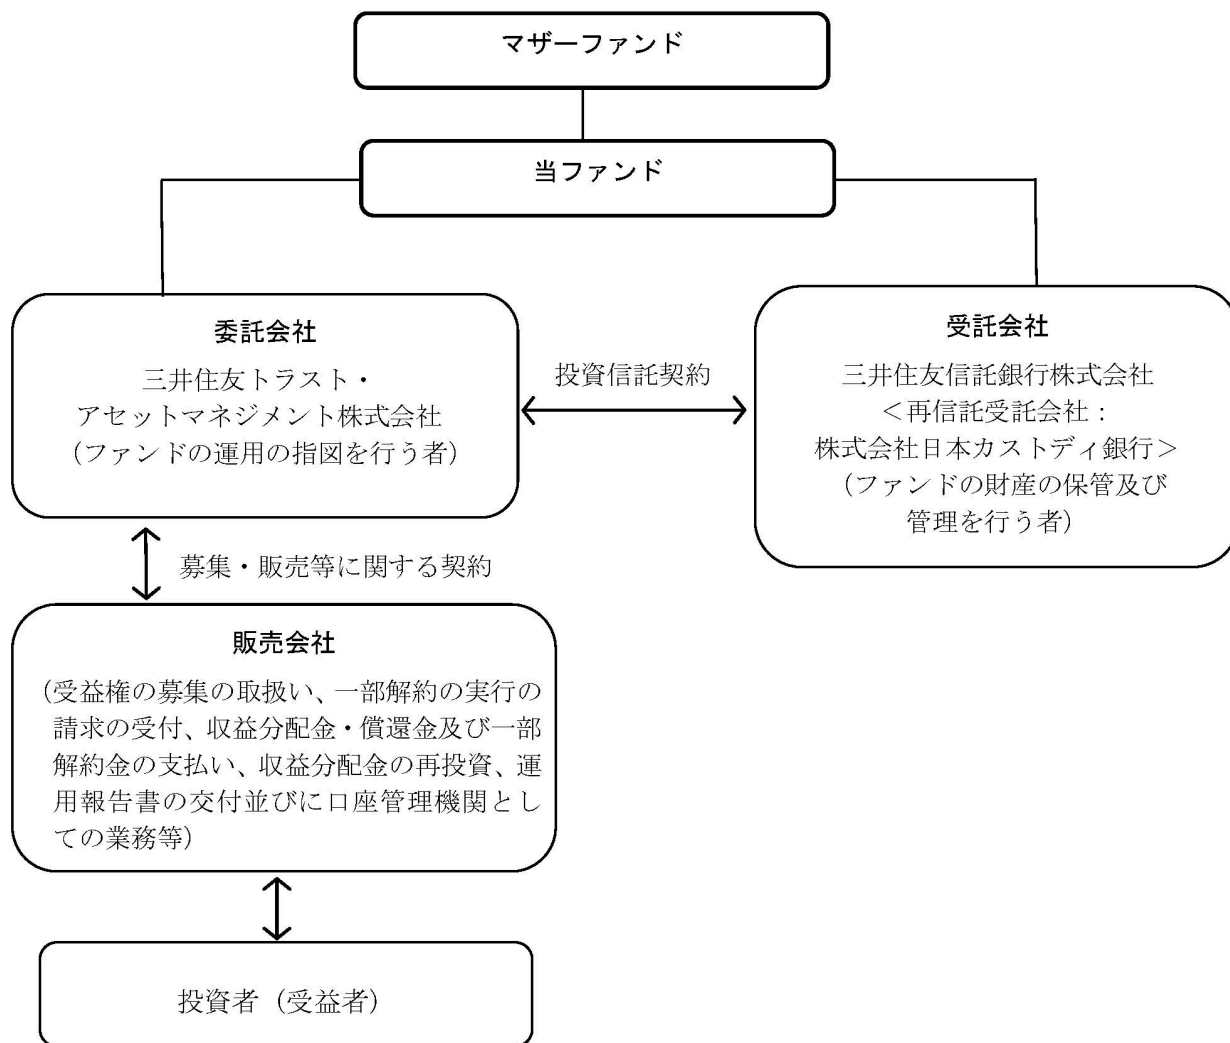 マザーファンド
当ファンド
委託会社
三井住友トラスト・
アセットマネジメント株式会社
（ファンドの運用の指図を行う者）
投資信託契約
受託会社
三井住友信託銀行株式会社
＜再信託受託会社：
株式会社日本カストディ銀行＞
（ファンドの財産の保管及び
管理を行う者）
募集・販売等に関する契約
販売会社
（受益権の募集の取扱い、一部解約の実行の
請求の受付、収益分配金・償還金及び一部
解約金の支払い、収益分配金の再投資、運
用報告書の交付並びに口座管理機関とし
ての業務等）
投資者（受益者）